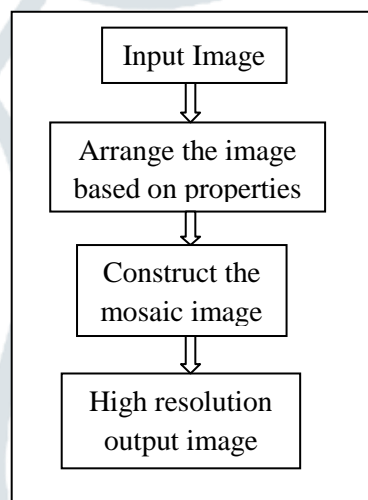 Input Image
Arrange the image
based on properties
Construct the
mosaic image
High resolution
output image